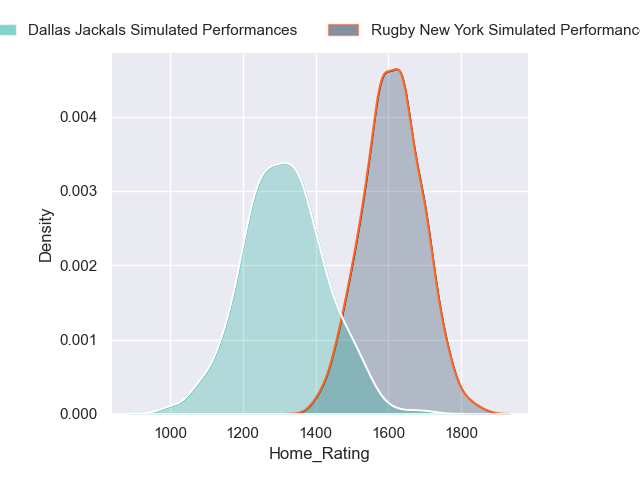 Dallas Jackals Simulated Performances Rugby New York Simulated
0.004
0.003
0.002
0.001
0.000
Density
1000 1200 1400 1600 1800
Home_Rating